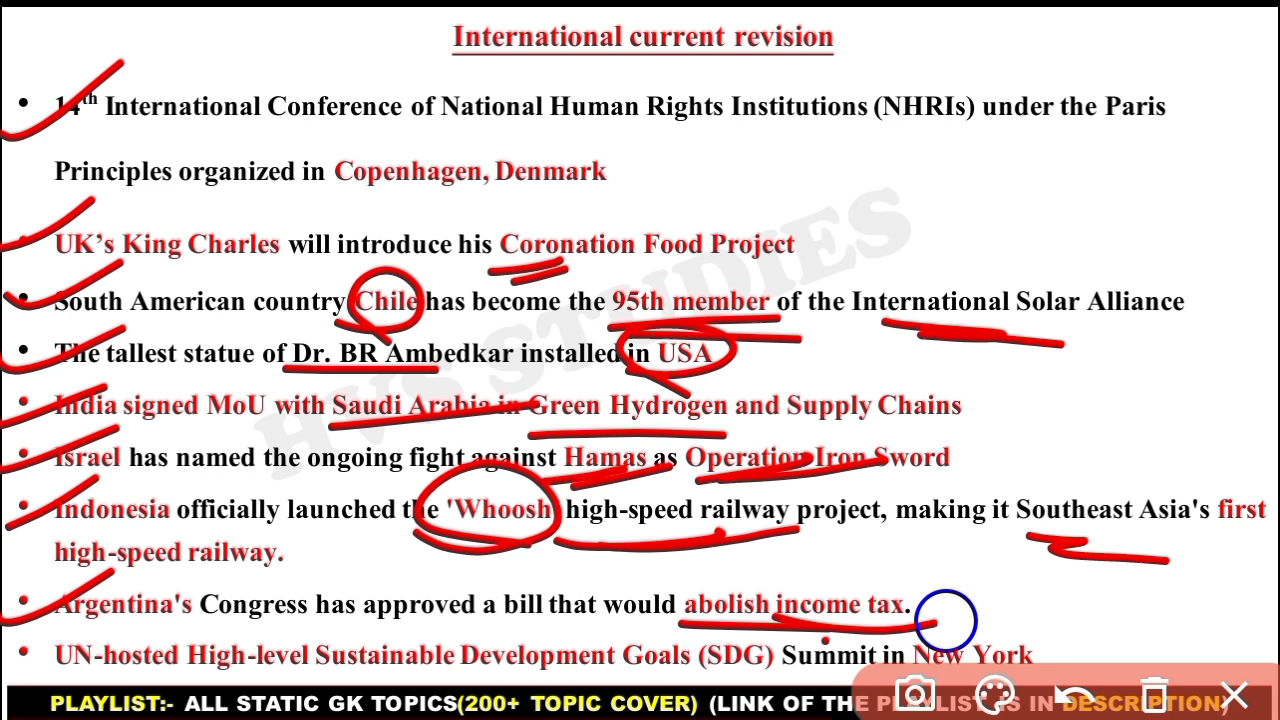 International current revision
• 14th International Conference of National Human Rights Institutions (NHRIs) under the Paris
Principles organized in Copenhagen, Denmark
• UK's King Charles will introduce his Coronation Food Project
• South American country Chile has become the 95th member of the International Solar Alliance
• The tallest statue of Dr. BR Ambedkar installed in USA
• India signed MoU with Saudi Arabia in Green Hydrogen and Supply Chains
• Israel has named the ongoing fight against Hamas as Operation Iron Sword
• Indonesia officially launched the 'Whoosh' high-speed railway project, making it Southeast Asia's first
high-speed railway.
• Argentina's Congress has approved a bill that would abolish income tax.
• UN-hosted High-level Sustainable Development Goals (SDG) Summit in New York
PLAYLIST:- ALL STATIC GK TOPICS(200+ TOPIC COVER) (LINK OF THE PLAYLIST IS IN DESCRIPTION)
HVS STUDIES